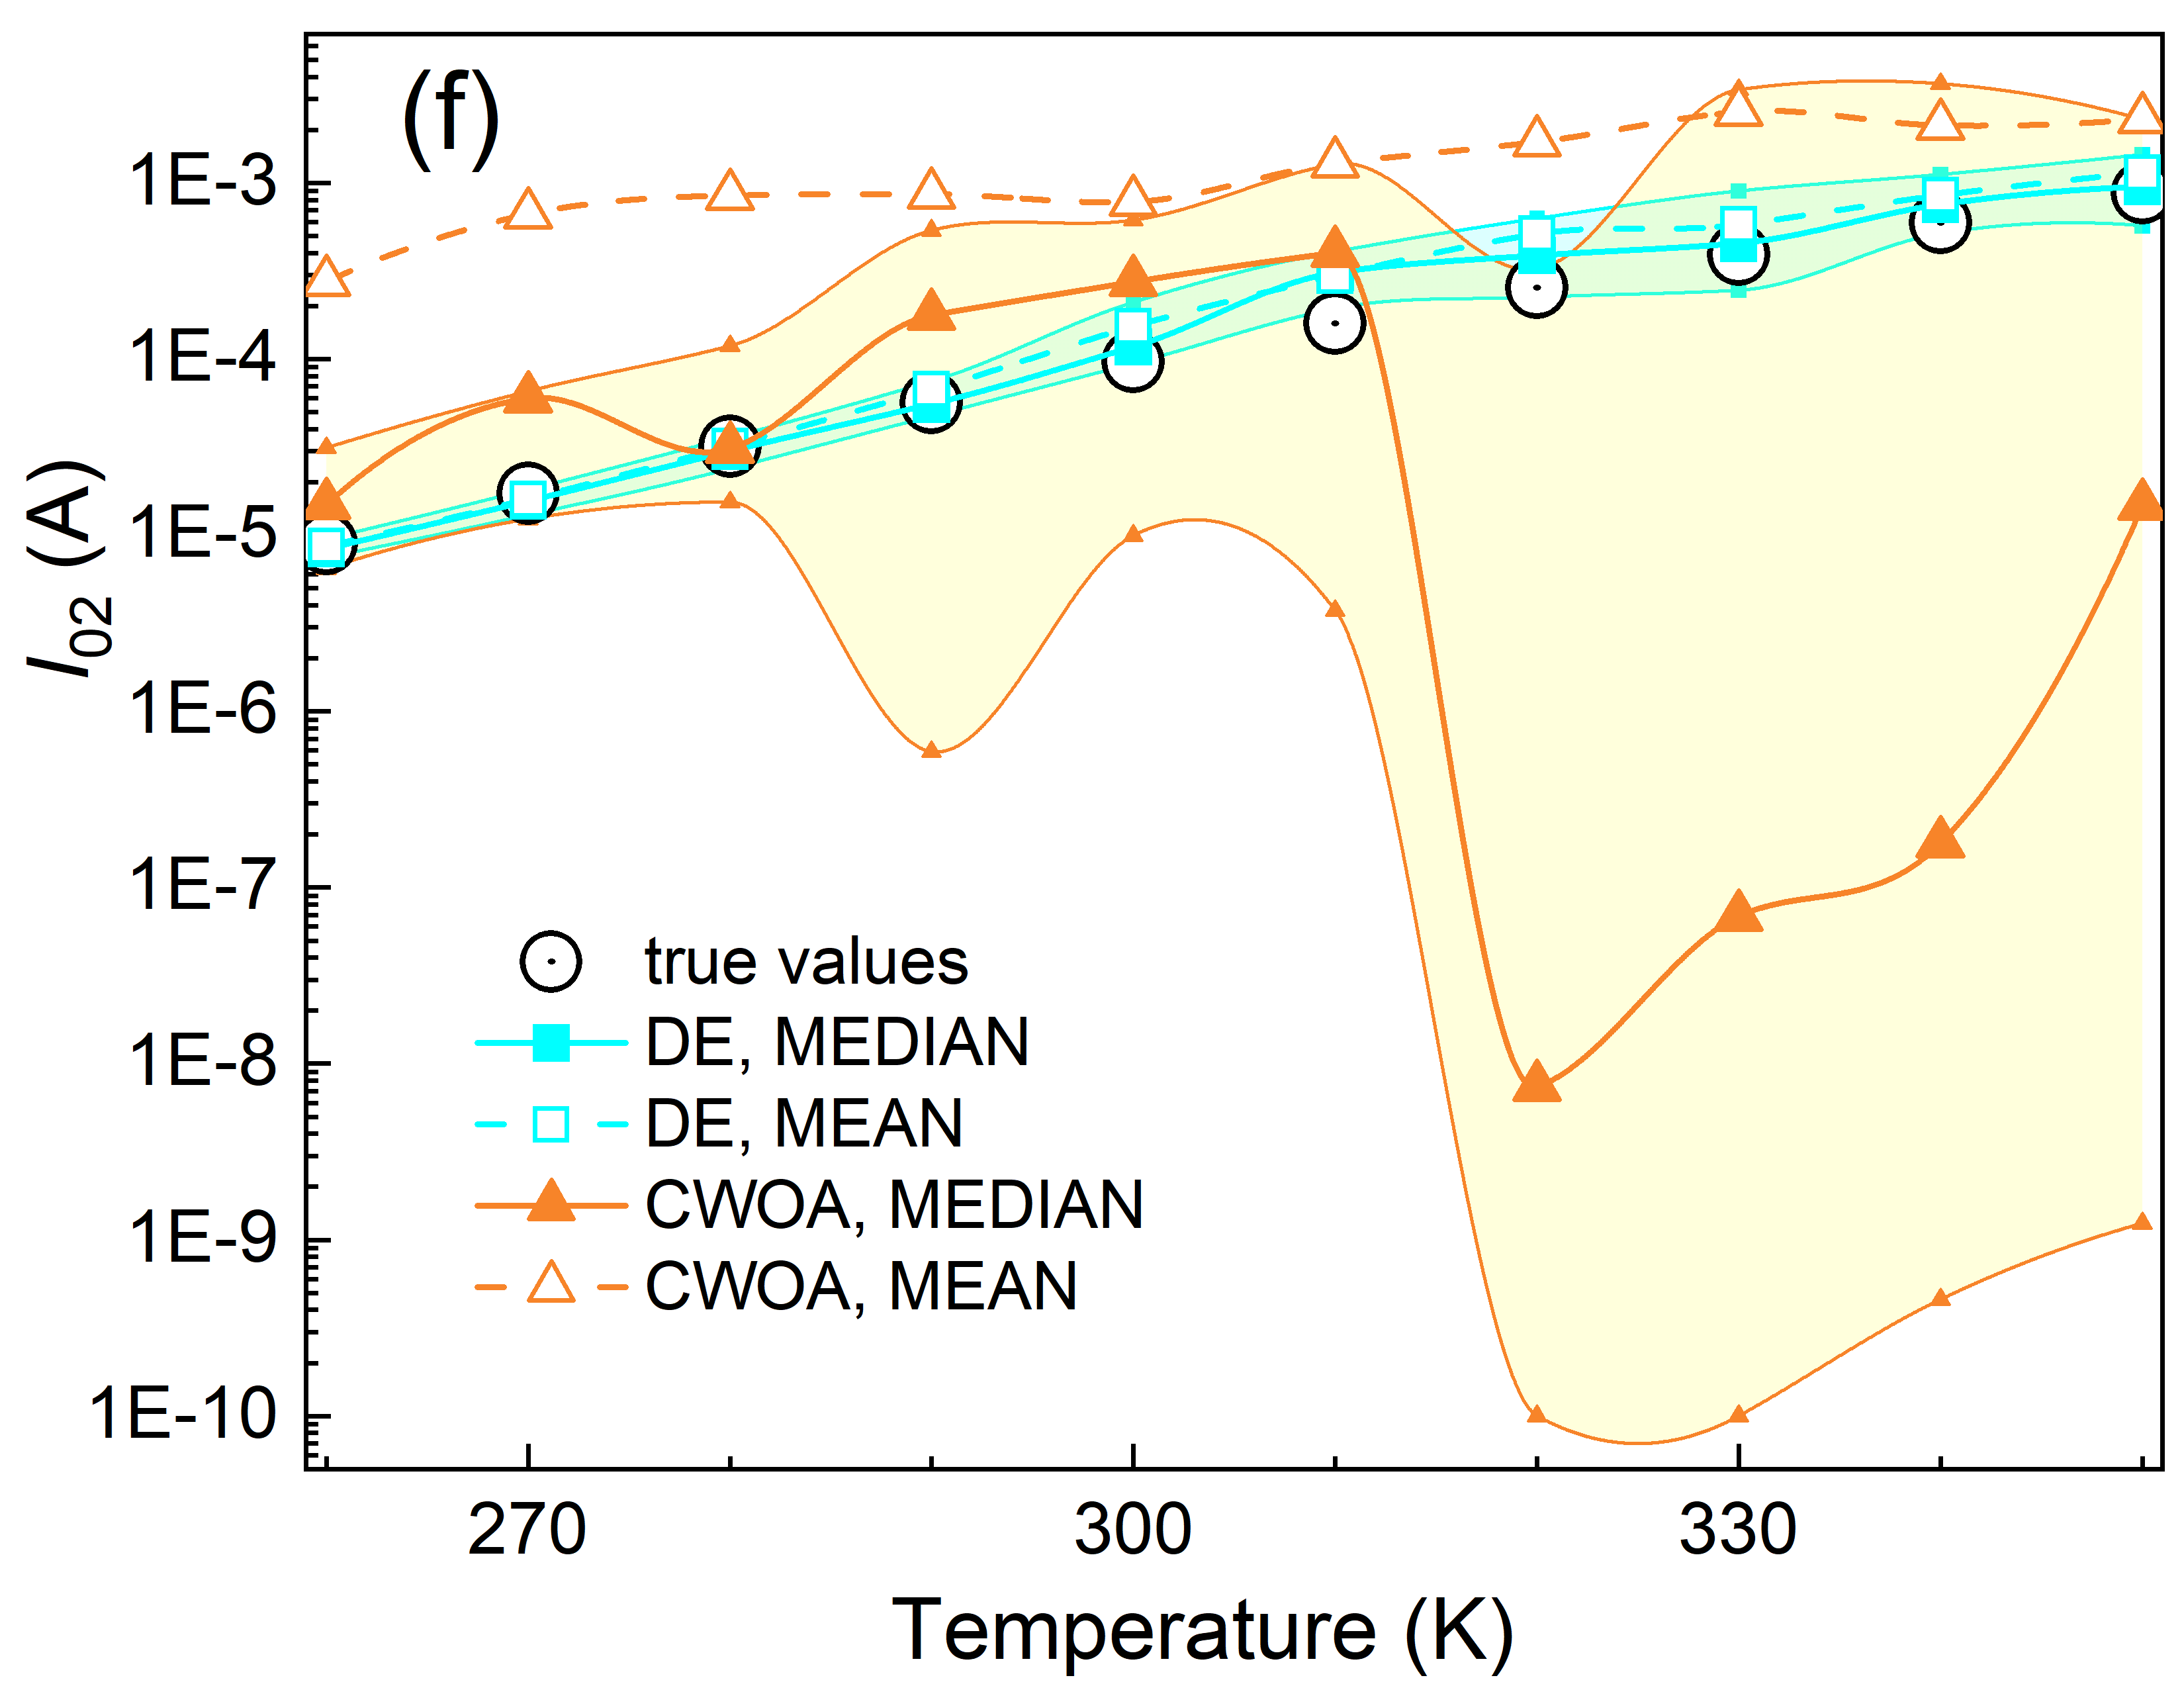 (f)
1E-3
1E-4
1E-5
1E-6
1E-7
1E-8
1E-9
1E-10
I02 (A)
true values
DE, MEDIAN
DE, MEAN
CWOA, MEDIAN
CWOA, MEAN
270 300 330
Temperature (K)